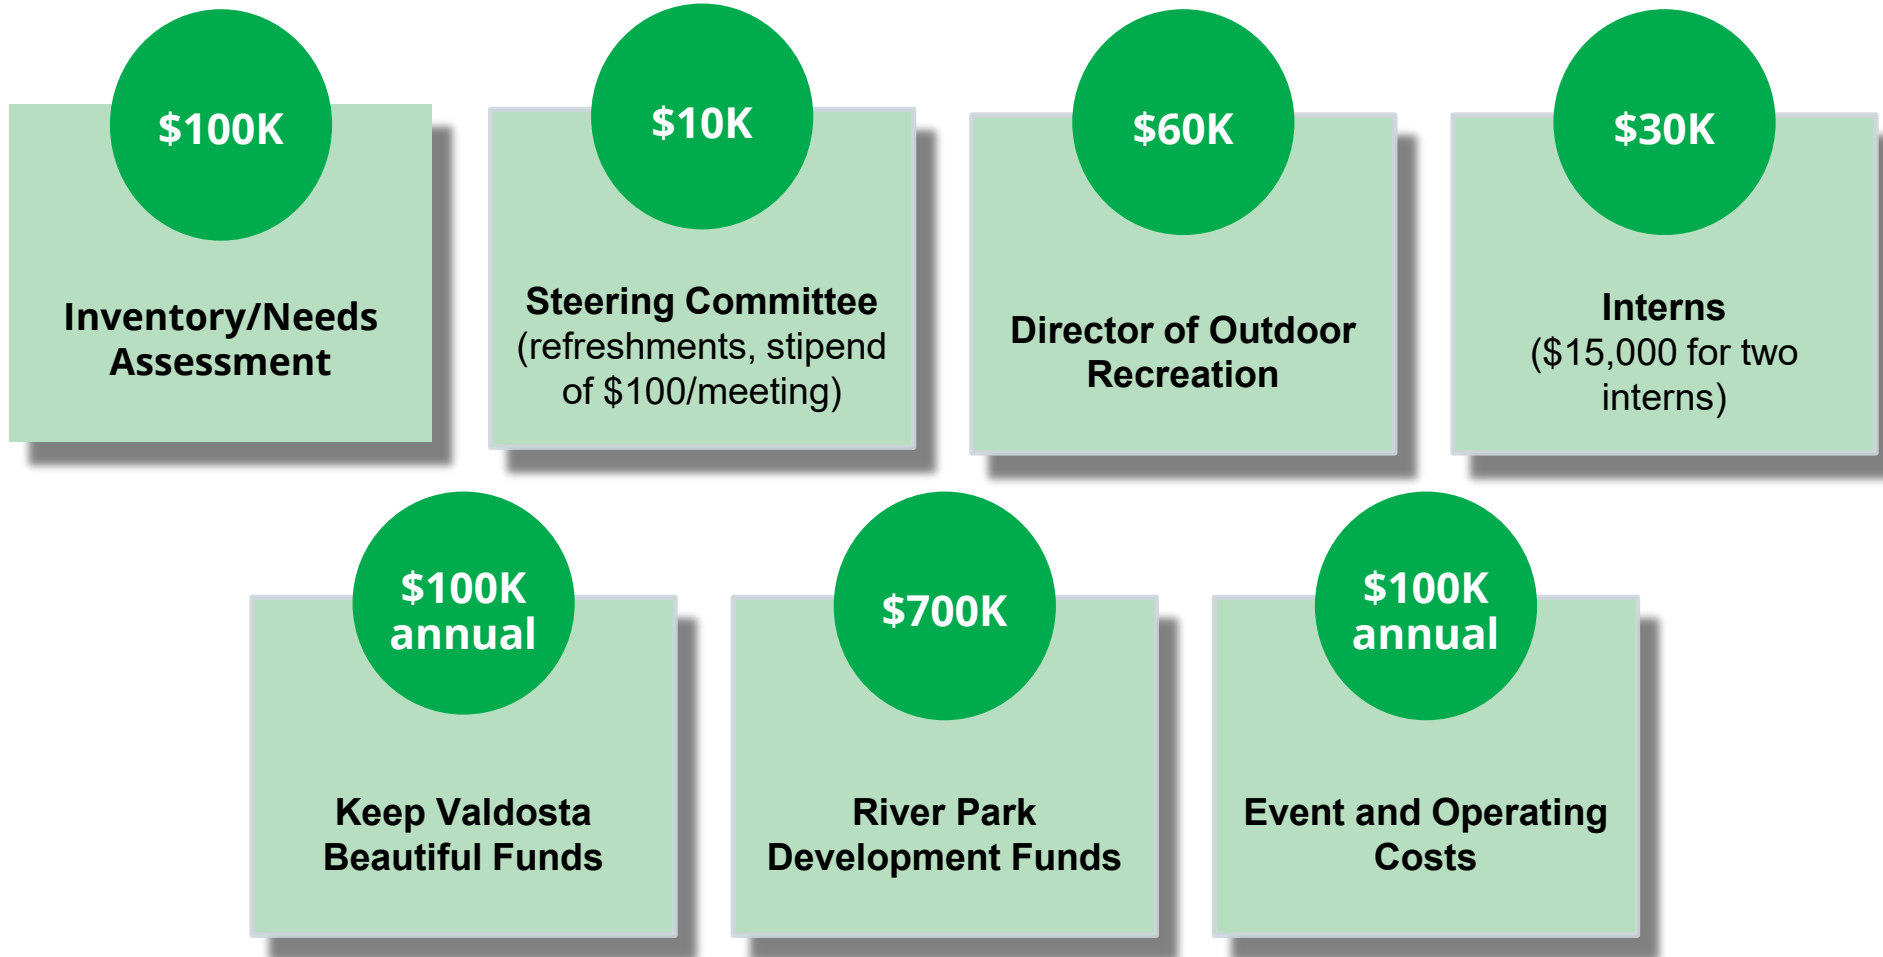 $100K
Inventory/Needs
Assessment
$10K
Steering Committee
(refreshments, stipend
of $100/meeting)
$60K
Director of Outdoor
Recreation
$30K
Interns
($15,000 for two
interns)
$100K
annual
Keep Valdosta
Beautiful Funds
$700K
River Park
Development Funds
$100K
annual
Event and Operating
Costs